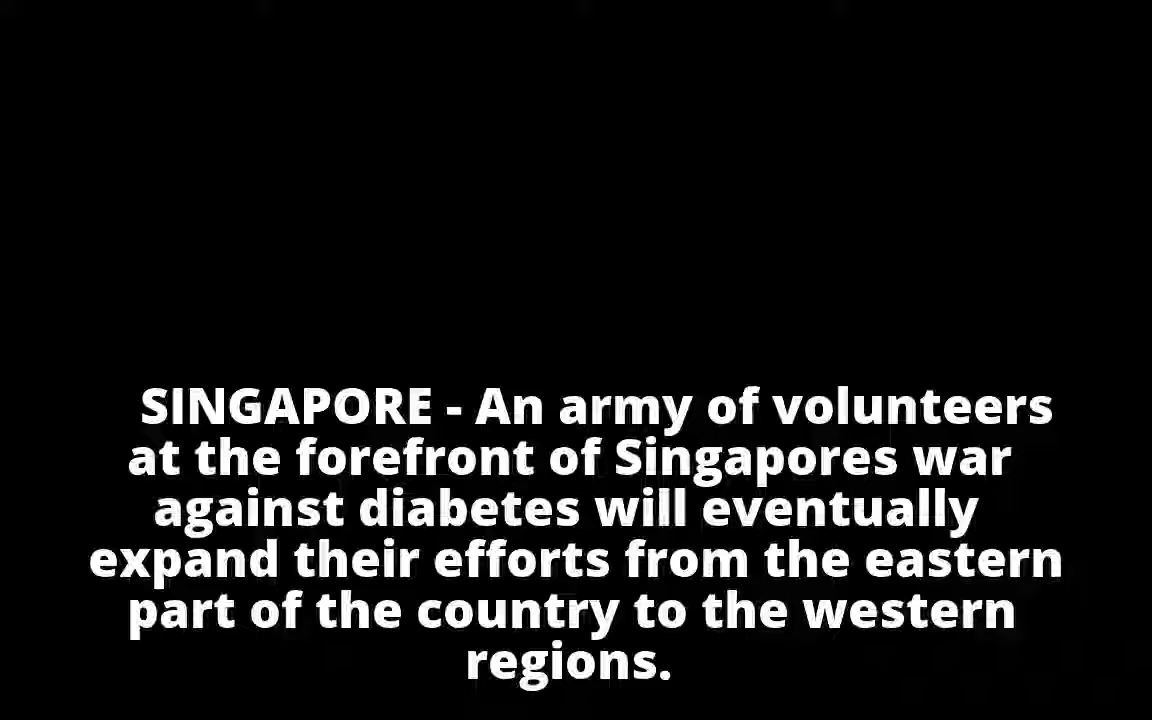 SINGAPORE - An army of volunteers
at the forefront of Singapores war
against diabetes will eventually
expand their efforts from the eastern
part of the country to the western
regions.